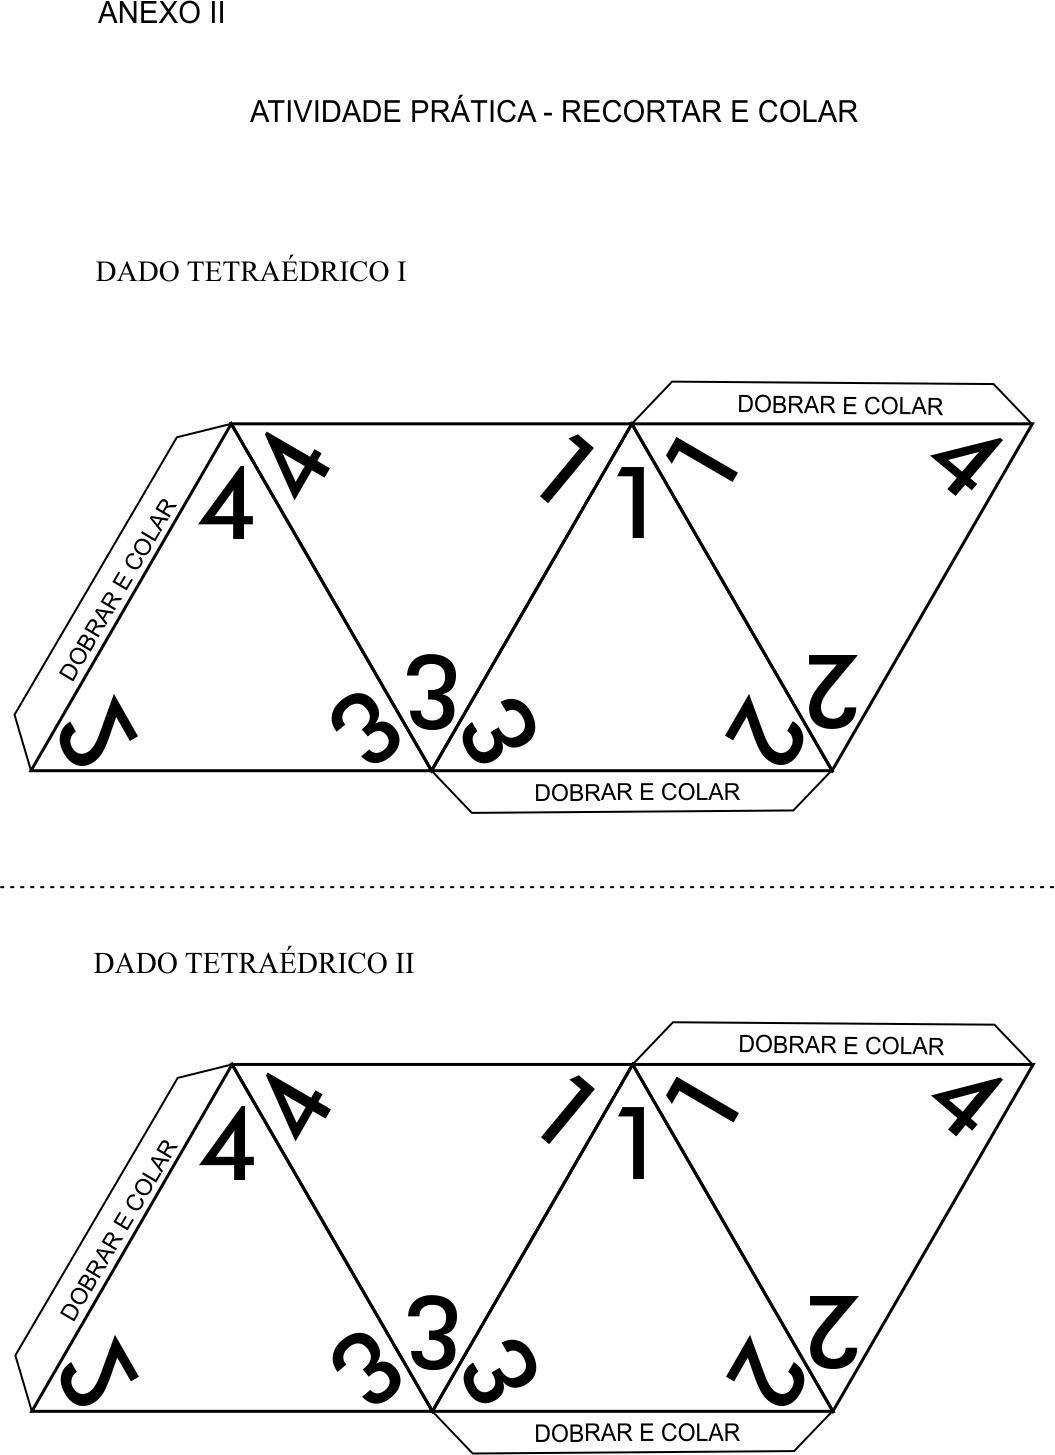 ANEXO II
ATIVIDADE PRÁTICA - RECORTAR E COLAR
DADO TETRAÉDRICO I
DOBRAR E COLAR
DOBRAR E COLAR
4 4 1 1 1 4
2 3 3 3 2 2
DOBRAR E COLAR
DADO TETRAÉDRICO II
DOBRAR E COLAR
DOBRAR E COLAR
4 4 1 1 1 4
2 3 3 3 2 2
DOBRAR E COLAR